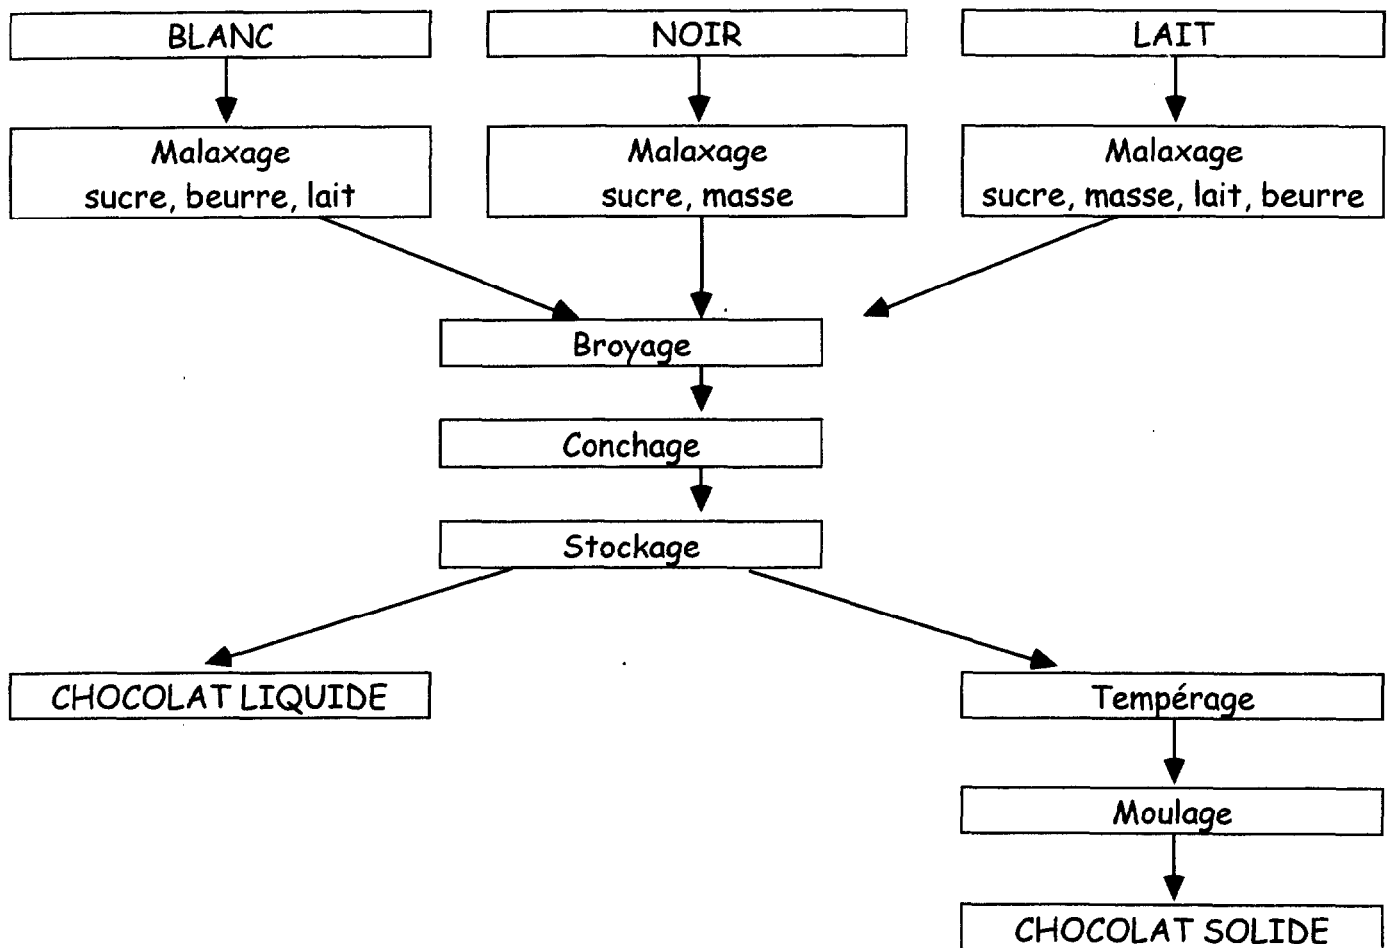 BLANC
NOIR
LAIT
Malaxage
sucre, beurre, lait
Malaxage
sucre, masse
Malaxage
sucre, masse, lait, beurre
Broyage
Conchage
Stockage
CHOCOLAT LIQUIDE
Tempérage
Moulage
CHOCOLAT SOLIDE